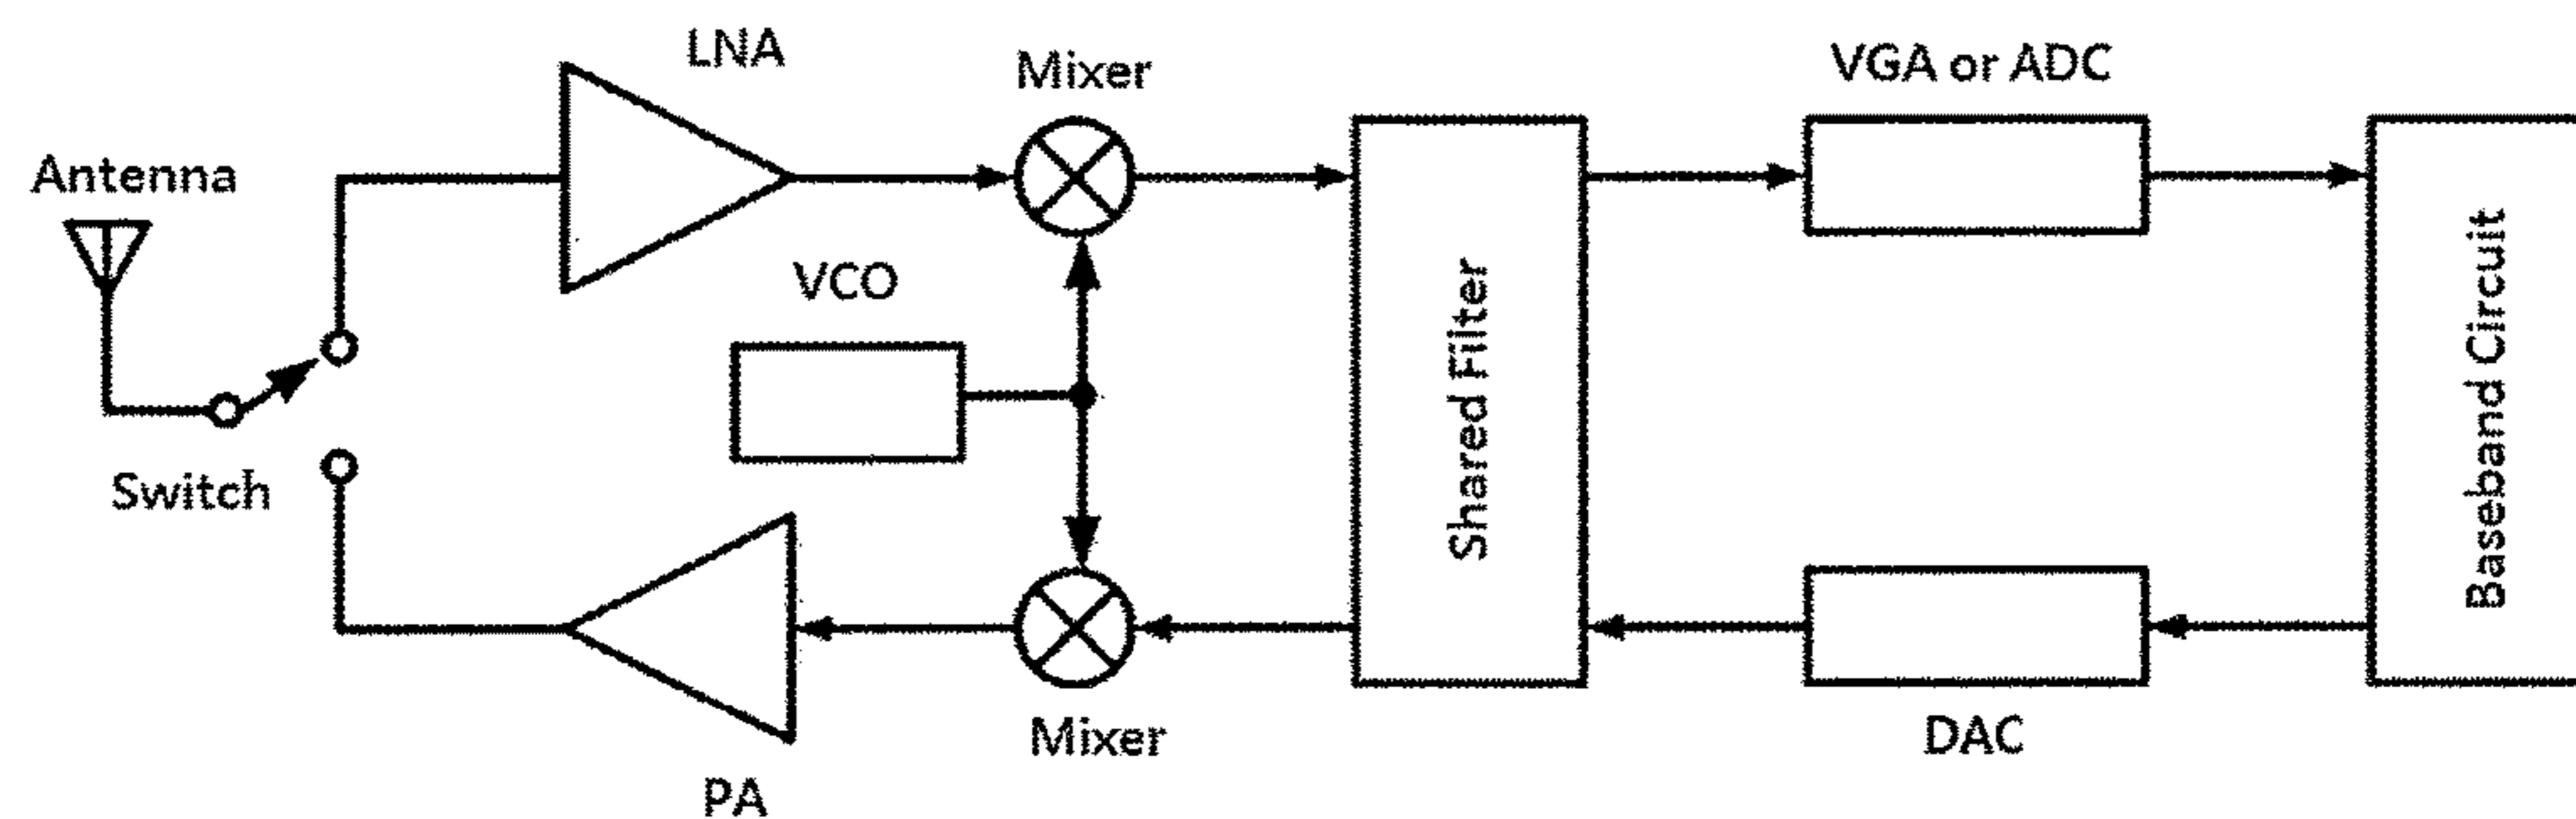 LNA
Mixer
VGA or ADC
Antenna
VCO
Switch
Shared Filter
Baseband Circuit
Mixer
DAC
PA